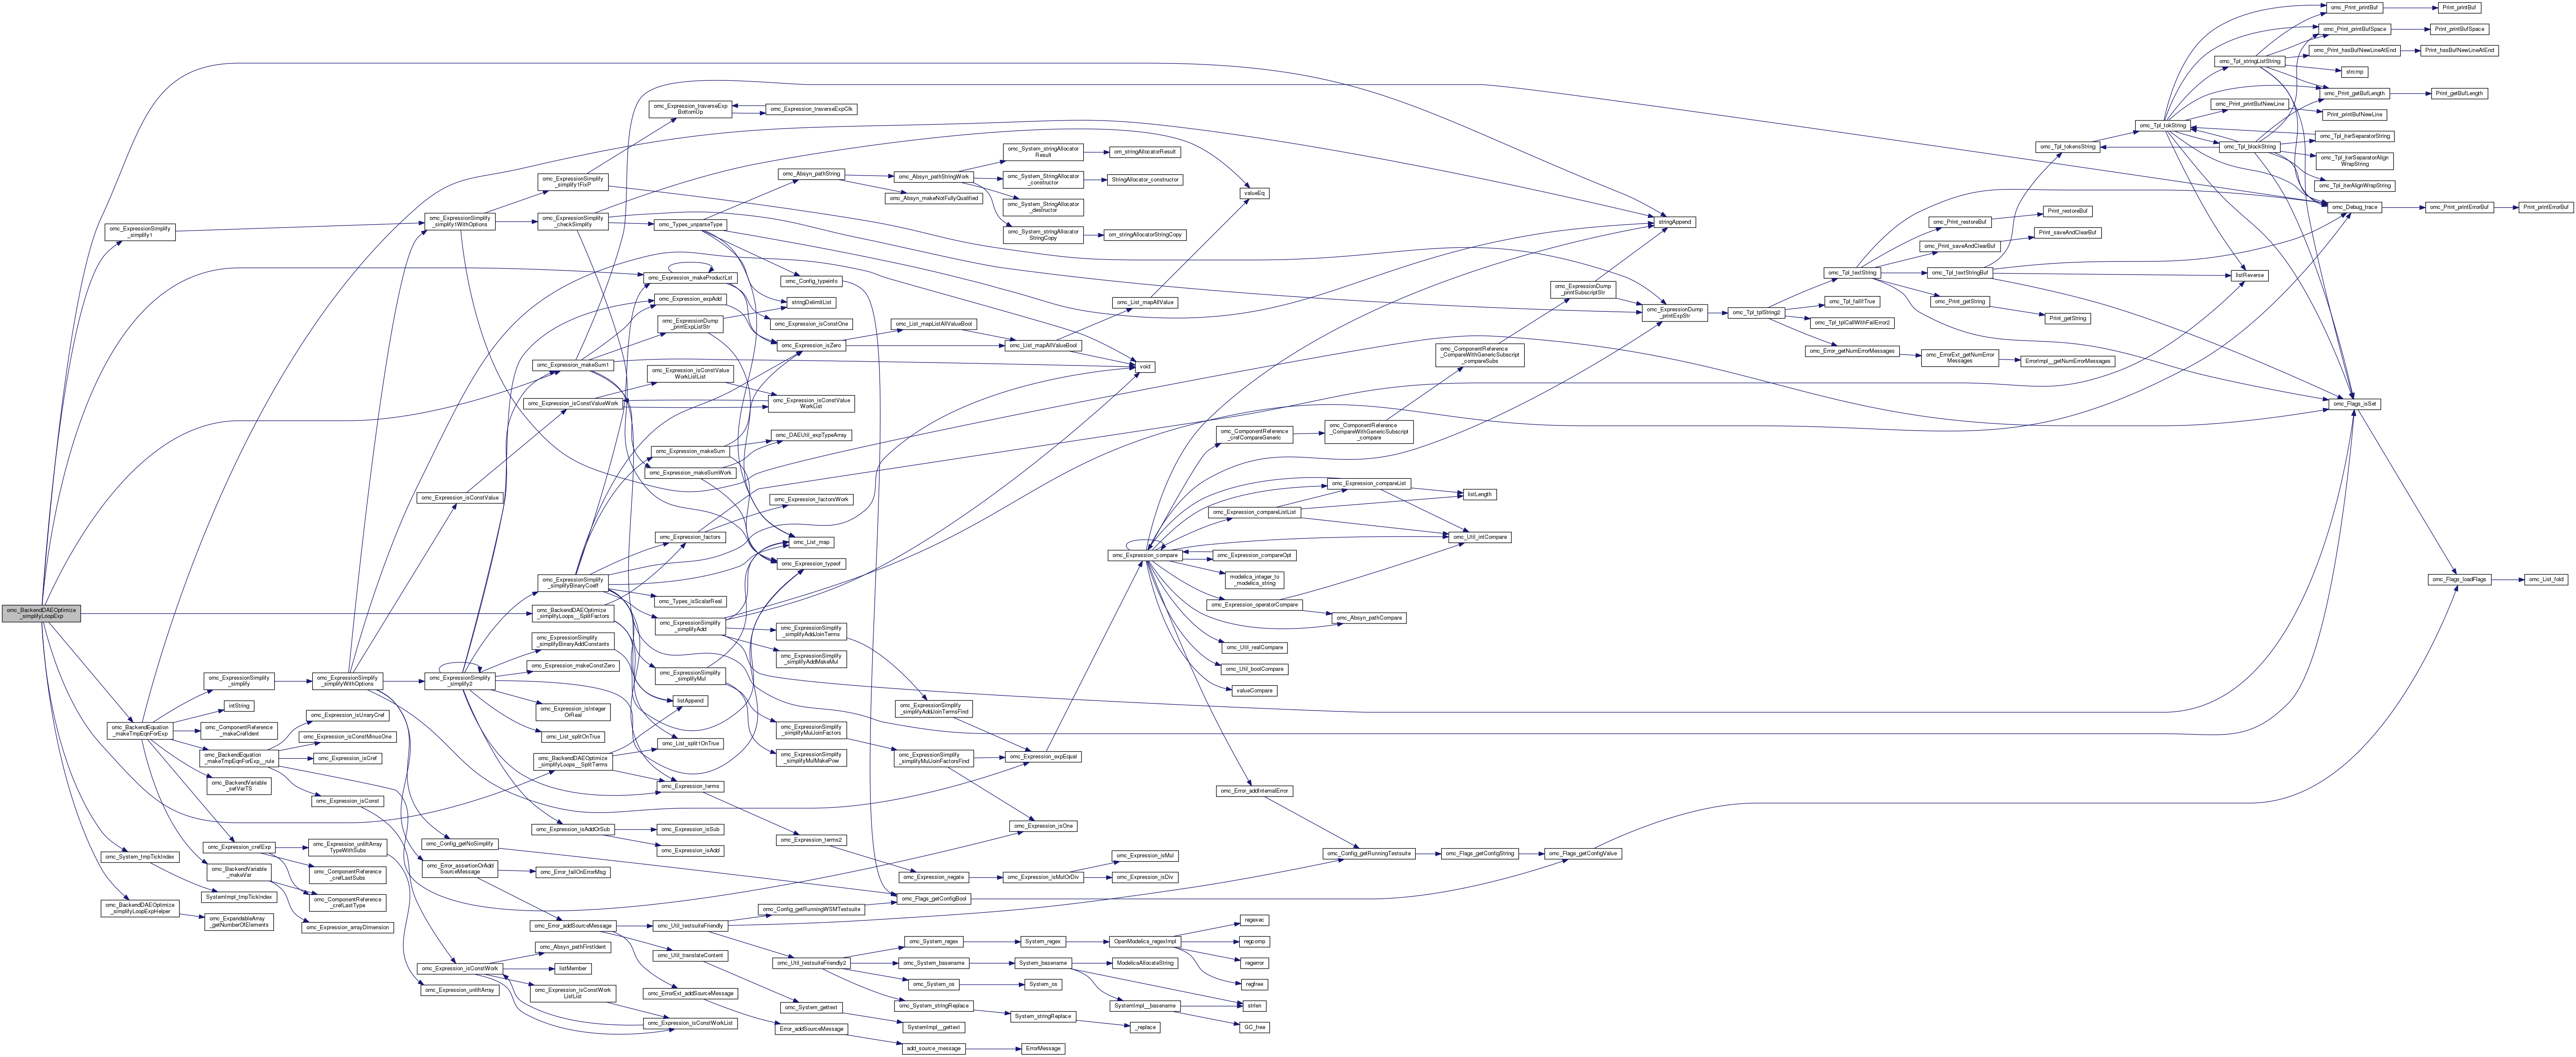 omc_BackendDAEOptimize
_simplifyLoopExp
omc_ExpressionSimplify
_simplify1
omc_BackendEquation
_makeTmpEqnForExp
omc_System_tmpTickIndex
omc_BackendDAEOptimize
_simplifyLoopExpHelper
omc_ExpressionSimplify
_simplify
intString
omc_ComponentReference
_makeCrefIdent
omc_BackendEquation
_makeTmpEqnForExp__rule
omc_BackendVariable
_setVarTS
omc_Expression_crefExp
omc_BackendVariable
_makeVar
SystemImpl_tmpTickIndex
omc_ExpandableArray
_getNumberOfElements
omc_ExpressionSimplify
_simplifyWithOptions
omc_Expression_isUnaryCref
omc_Expression_isConstMinusOne
omc_Expression_isCref
omc_Expression_isConst
omc_Expression_unliftArray
TypeWithSubs
omc_ComponentReference
_crefLastSubs
omc_ComponentReference
_crefLastType
omc_Expression_arrayDimension
omc_ExpressionSimplify
_simplify1WithOptions
omc_Expression_isConstValue
omc_ExpressionSimplify
_simplify2
omc_Config_getNoSimplify
omc_Error_assertionOrAdd
SourceMessage
omc_Expression_isConstWork
omc_Expression_unliftArray
omc_ExpressionSimplify
_simplify1FixP
omc_ExpressionSimplify
_checkSimplify
omc_Expression_makeSum1
omc_Expression_isConstValueWork
omc_ExpressionSimplify
_simplifyBinaryCoeff
omc_BackendDAEOptimize
_simplifyLoops__SplitFactors
omc_ExpressionSimplify
_simplifyBinaryAddConstants
omc_Expression_makeConstZero
omc_Expression_isInteger
OrReal
omc_List_splitOnTrue
omc_BackendDAEOptimize
_simplifyLoops__SplitTerms
omc_Expression_isAddOrSub
omc_Error_failOnErrorMsg
omc_Error_addSourceMessage
omc_Absyn_pathFirstIdent
listMember
omc_Expression_isConstWork
ListList
omc_Expression_traverseExp
BottomUp
omc_Types_unparseType
omc_Expression_makeProductLst
omc_Expression_expAdd
omc_ExpressionDump
_printExpListStr
omc_Expression_isConstValue
WorkListList
omc_Expression_makeSum
omc_Expression_makeSumWork
omc_Expression_factors
omc_Types_isScalarReal
omc_ExpressionSimplify
_simplifyAdd
omc_ExpressionSimplify
_simplifyMul
listAppend
omc_List_split1OnTrue
omc_Expression_terms
omc_Expression_isSub
omc_Expression_isAdd
omc_Util_testsuiteFriendly
omc_Util_translateContent
omc_ErrorExt_addSourceMessage
omc_Expression_isConstWorkList
omc_Expression_traverseExpClk
omc_Absyn_pathString
omc_Config_typeinfo
stringDelimitList
omc_Expression_isConstOne
omc_Expression_isZero
omc_Expression_isConstValue
WorkList
omc_DAEUtil_expTypeArray
omc_Expression_factorsWork
omc_List_map
omc_Expression_typeof
omc_ExpressionSimplify
_simplifyAddJoinTerms
omc_ExpressionSimplify
_simplifyAddMakeMul
omc_ExpressionSimplify
_simplifyMulJoinFactors
omc_ExpressionSimplify
_simplifyMulMakePow
omc_Expression_terms2
omc_Config_getRunningWSMTestsuite
omc_Util_testsuiteFriendly2
omc_System_gettext
Error_addSourceMessage
omc_Absyn_pathStringWork
omc_Absyn_makeNotFullyQualified
omc_List_mapListAllValueBool
omc_ExpressionSimplify
_simplifyAddJoinTermsFind
omc_ExpressionSimplify
_simplifyMulJoinFactorsFind
omc_Expression_negate
omc_Flags_getConfigBool
omc_System_regex
omc_System_basename
omc_System_os
omc_System_stringReplace
SystemImpl__gettext
add_source_message
omc_System_stringAllocator
Result
omc_System_StringAllocator
_constructor
omc_System_StringAllocator
_destructor
omc_System_stringAllocator
StringCopy
omc_List_mapAllValueBool
omc_Expression_expEqual
omc_Expression_isOne
omc_Expression_isMulOrDiv
System_regex
System_basename
System_os
System_stringReplace
ErrorMessage
om_stringAllocatorResult
StringAllocator_constructor
om_stringAllocatorStringCopy
omc_List_mapAllValue
void
omc_Expression_compare
omc_Expression_isMul
omc_Expression_isDiv
OpenModelica_regexImpl
ModelicaAllocateString
SystemImpl__basename
_replace
valueEq
omc_ComponentReference
_crefCompareGeneric
omc_Expression_compareListList
omc_Expression_compareOpt
modelica_integer_to
_modelica_string
omc_Expression_operatorCompare
omc_Util_realCompare
omc_Util_boolCompare
valueCompare
omc_Error_addInternalError
regexec
regcomp
regerror
regfree
strlen
GC_free
omc_ComponentReference
_CompareWithGenericSubscript
_compare
omc_Expression_compareList
omc_Absyn_pathCompare
omc_Config_getRunningTestsuite
omc_ComponentReference
_CompareWithGenericSubscript
_compareSubs
listLength
omc_Util_intCompare
omc_Flags_getConfigString
omc_ExpressionDump
_printSubscriptStr
omc_Flags_getConfigValue
stringAppend
omc_ExpressionDump
_printExpStr
omc_Tpl_tplString2
omc_Tpl_textString
omc_Tpl_failIfTrue
omc_Tpl_tplCallWithFailError2
omc_Error_getNumErrorMessages
omc_Print_restoreBuf
omc_Print_saveAndClearBuf
omc_Tpl_textStringBuf
omc_Print_getString
omc_ErrorExt_getNumError
Messages
Print_restoreBuf
Print_saveAndClearBuf
Print_getString
ErrorImpl__getNumErrorMessages
omc_Tpl_tokensString
omc_Tpl_tokString
omc_Tpl_stringListString
omc_Print_printBufNewLine
omc_Tpl_blockString
listReverse
omc_Print_printBuf
omc_Print_printBufSpace
omc_Print_hasBufNewLineAtEnd
strcmp
omc_Print_getBufLength
Print_printBufNewLine
omc_Tpl_iterSeparatorString
omc_Tpl_iterSeparatorAlign
WrapString
omc_Tpl_iterAlignWrapString
omc_Debug_trace
omc_Flags_isSet
Print_printBuf
Print_printBufSpace
Print_hasBufNewLineAtEnd
Print_getBufLength
omc_Print_printErrorBuf
Print_printErrorBuf
omc_Flags_loadFlags
omc_List_fold